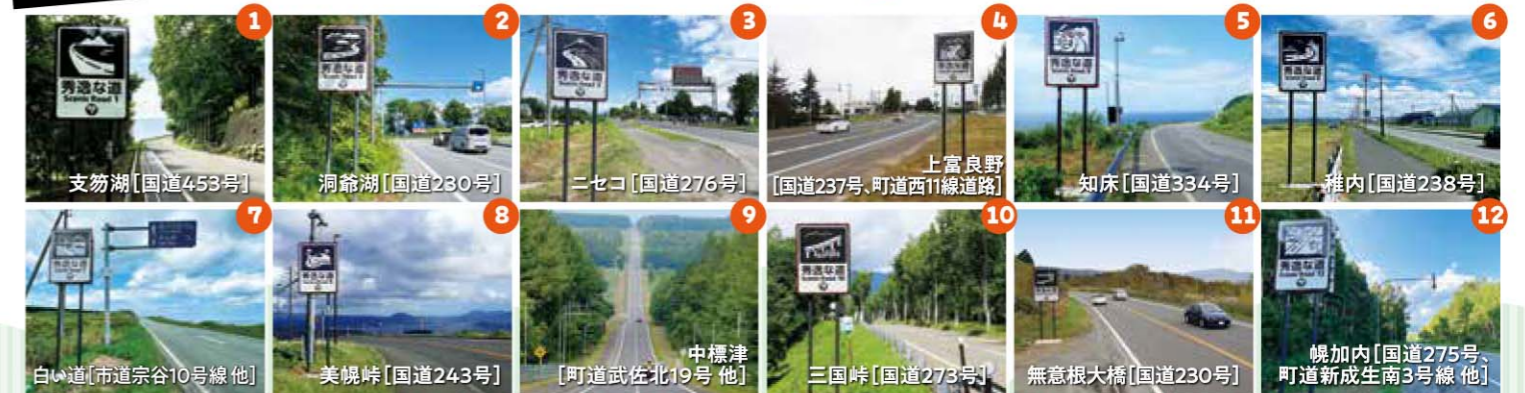 1
秀逸な道
Scenic Road 1
支笏湖[国道453号]
2
秀逸な道
洞爺湖[国道230号]
3
秀逸な道
ニセコ[国道276号]
4
秀逸な道
上富良野
[国道237号、町道西11線道路]
5
秀逸な道
知床[国道334号]
6
秀逸な道
稚内[国道238号]
7
秀逸な道
白い道[市道宗谷10号線 他]
8
秀逸な道
美幌峠[国道243号]
9
中標津
[町道武佐北19号 他]
10
秀逸な道
三国峠[国道273号]
11
無意根大橋[国道230号]
12
秀逸な道
幌加内[国道275号、
町道新成生南3号線 他]